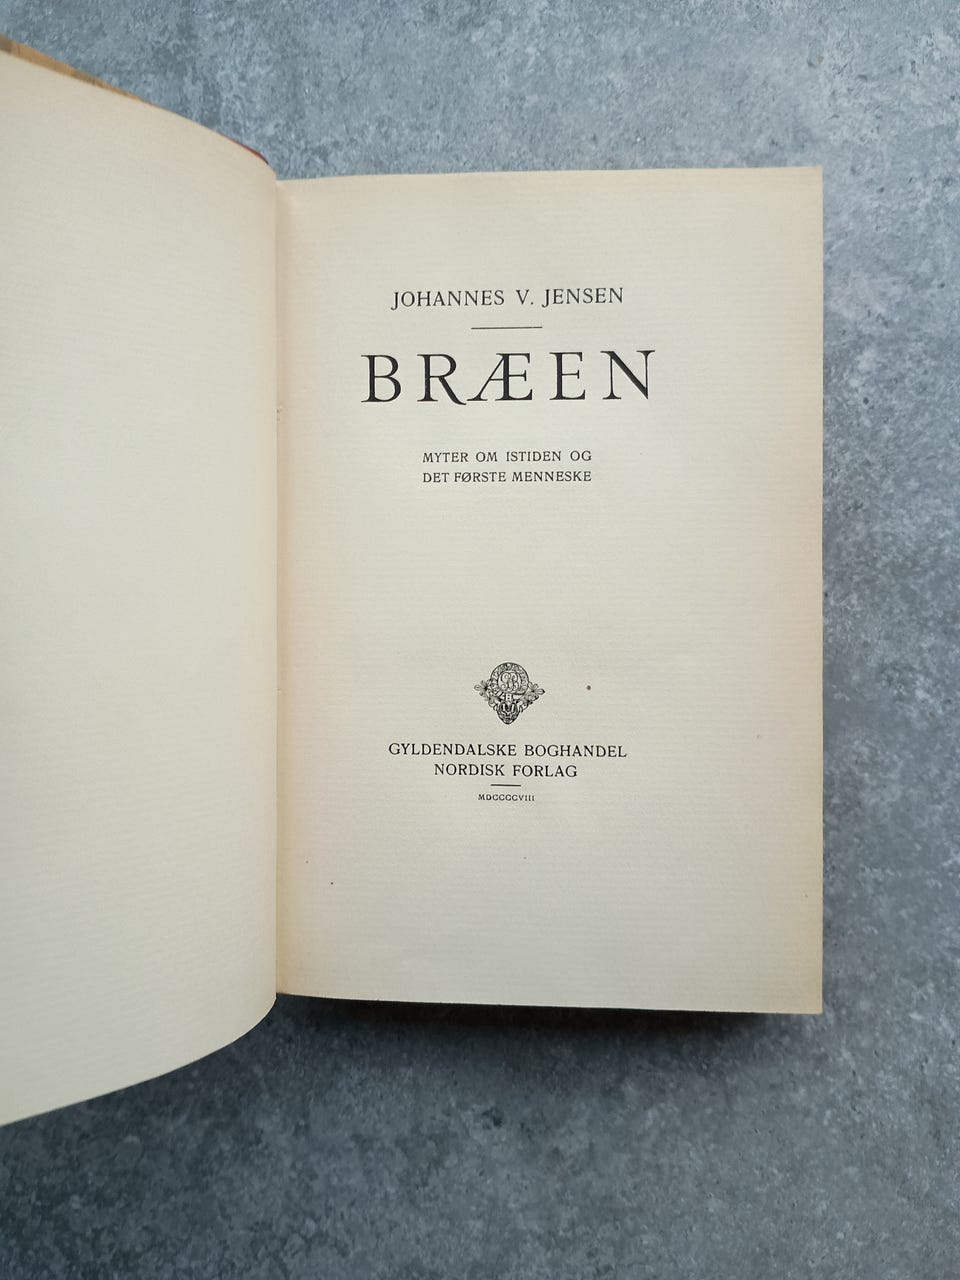 JOHANNES V. JENSEN
BRÆEN
MYTER OM ISTIDEN OG
DET FØRSTE MENNESKE
GYLDENDALSKE BOGHANDEL
NORDISK FORLAG
MDCCCCVIII